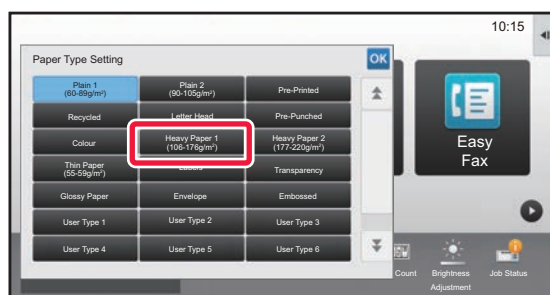 10:15
Paper Type Setting
OK
Plain 1
(60-89g/m²)
Plain 2
(90-105g/m²)
Pre-Printed
Recycled
Letter Head
Pre-Punched
Colour
Heavy Paper 1
(106-176g/m²)
Heavy Paper 2
(177-220g/m²)
Thin Paper
(55-59g/m²)
Labels
Transparency
Glossy Paper
Envelope
Embossed
User Type 1
User Type 2
User Type 3
User Type 4
User Type 5
User Type 6
Easy
Fax
Count
Brightness
Adjustment
Job Status